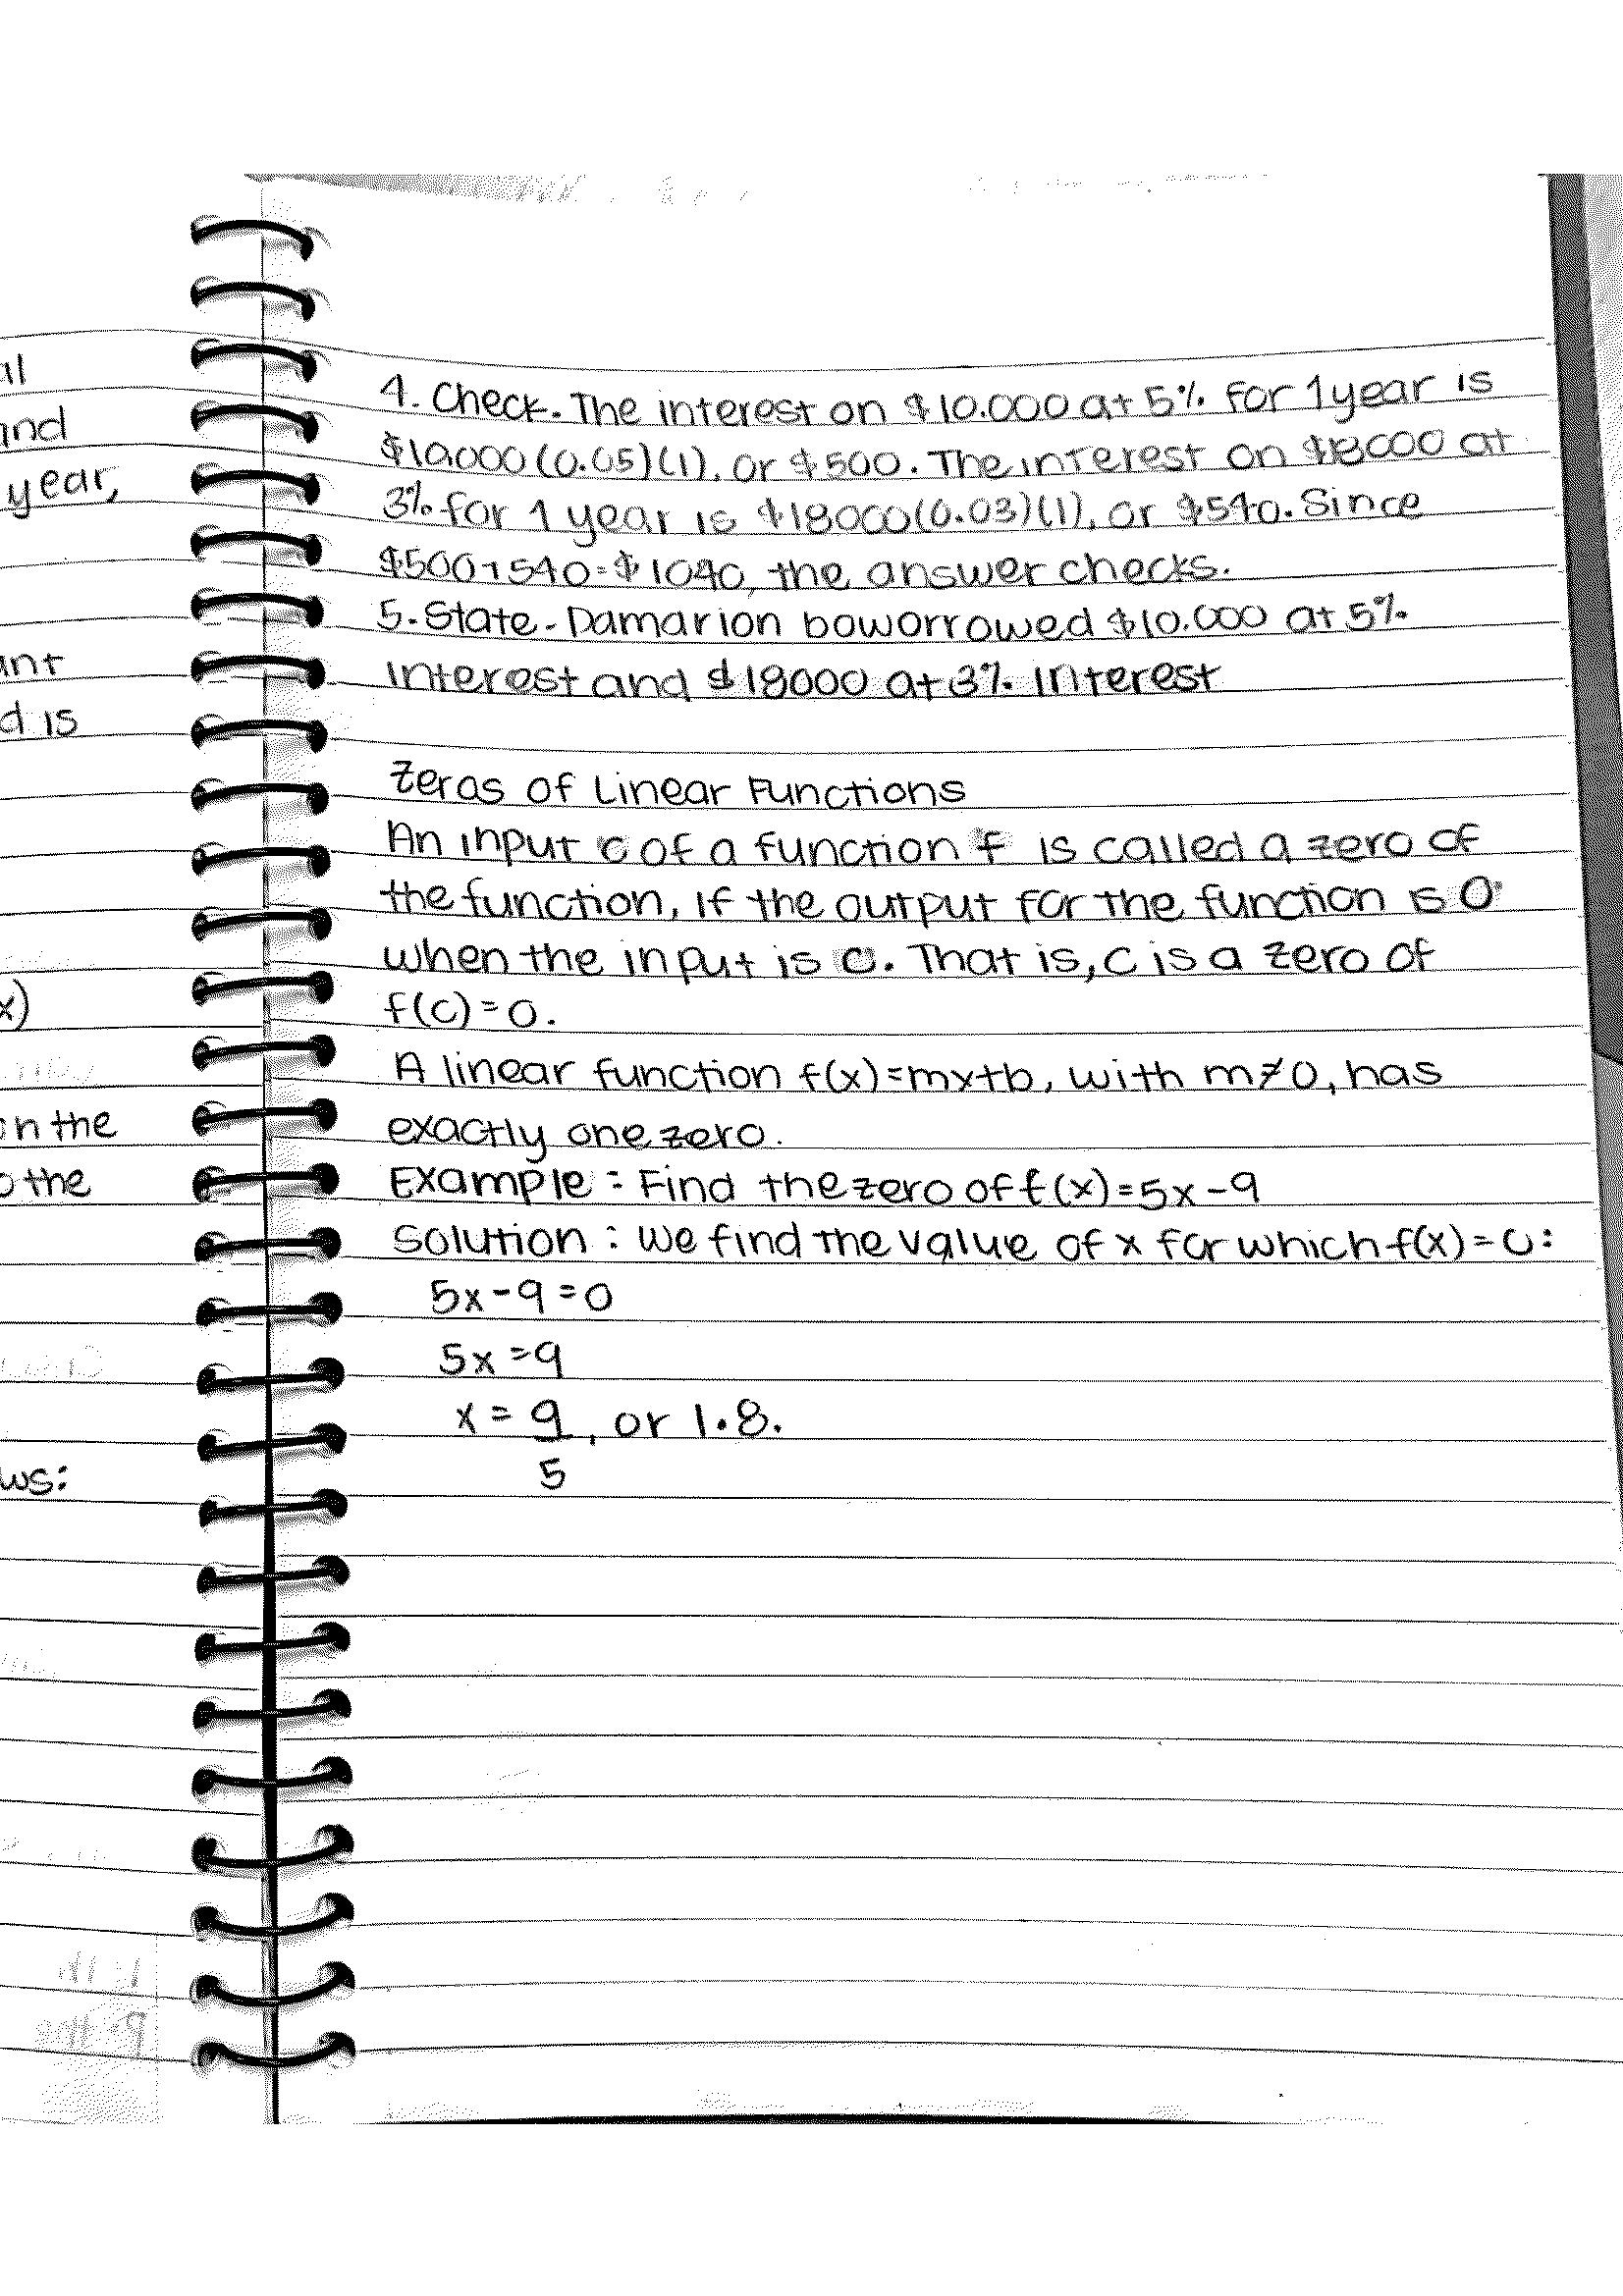 al
and
year,
ant
d is
x)
on the
o the
ws:
4. Check. The interest on $10.000 at 5% for 1 year is
$10,000 (0.05)(1), or $500. The interest on $18000 at
3% for 1 year is $18000(0.03)(1), or $540. Since
$500+540=$1040, the answer checks.
5. State. Damarion boworrowed $10.000 at 5%
interest and $18000 at 3% interest
Zeros of Linear Functions
An input c of a function f is called a zero of
the function, if the output for the function is 0
when the input is c. That is, c is a zero of
f(c)=0.
A linear function f(x)=mx+b, with m≠0, has
exactly one zero.
Example: Find the zero of f(x)=5x-9
Solution: We find the value of x for which f(x)=0:
5x-9=0
5x=9
x = 9, or 1.8.
5